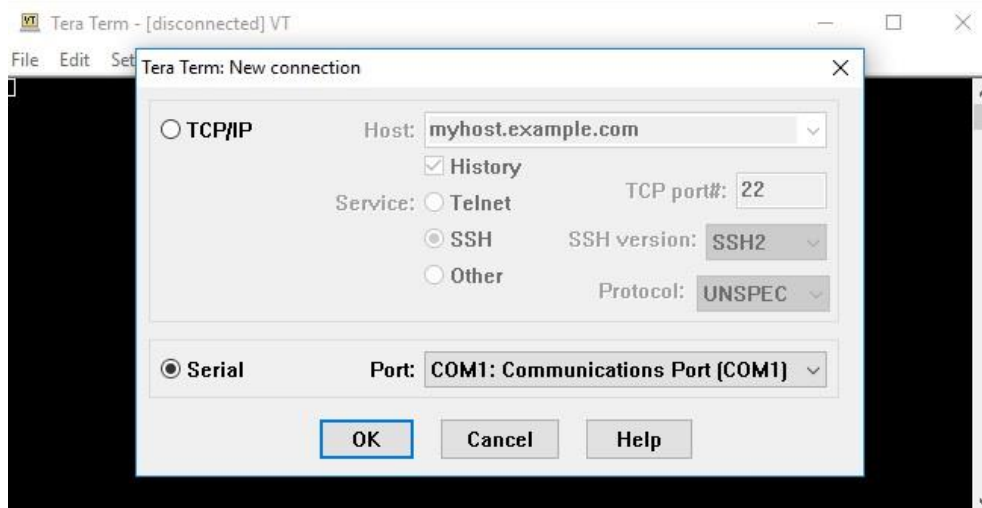 VT Tera Term - [disconnected] VT
File Edit Set
Tera Term: New connection
TCP/IP Host: myhost.example.com
History
Service: Telnet TCP port#: 22
SSH SSH version: SSH2
Other Protocol: UNSPEC
Serial Port: COM1: Communications Port (COM1)
OK Cancel Help